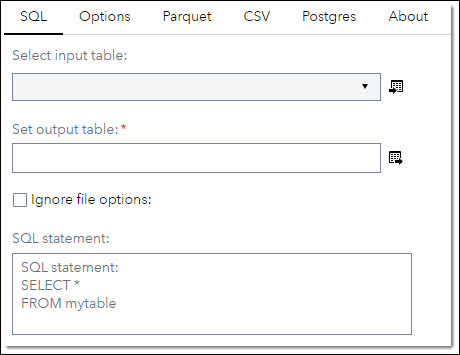 SQL Options Parquet CSV Postgres About
Select input table:
Set output table: *
Ignore file options:
SQL statement:
SQL statement:
SELECT *
FROM mytable